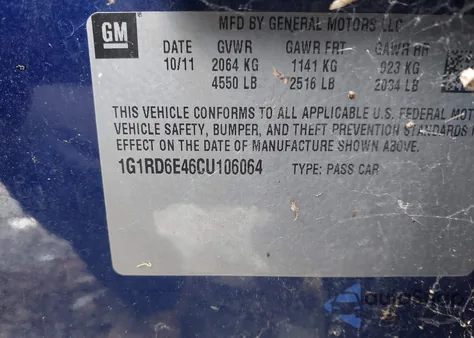 GM
MFD BY GENERAL MOTORS LLC
DATE GVWR GAWR FRT GAWR RR
10/11 2064 KG 1141 KG 923 KG
4550 LB 2516 LB 2034 LB
THIS VEHICLE CONFORMS TO ALL APPLICABLE U.S. FEDERAL MOTOR
VEHICLE SAFETY, BUMPER, AND THEFT PREVENTION STANDARDS
EFFECT ON THE DATE OF MANUFACTURE SHOWN ABOVE.
1G1RD6E46CU106064 TYPE: PASS CAR